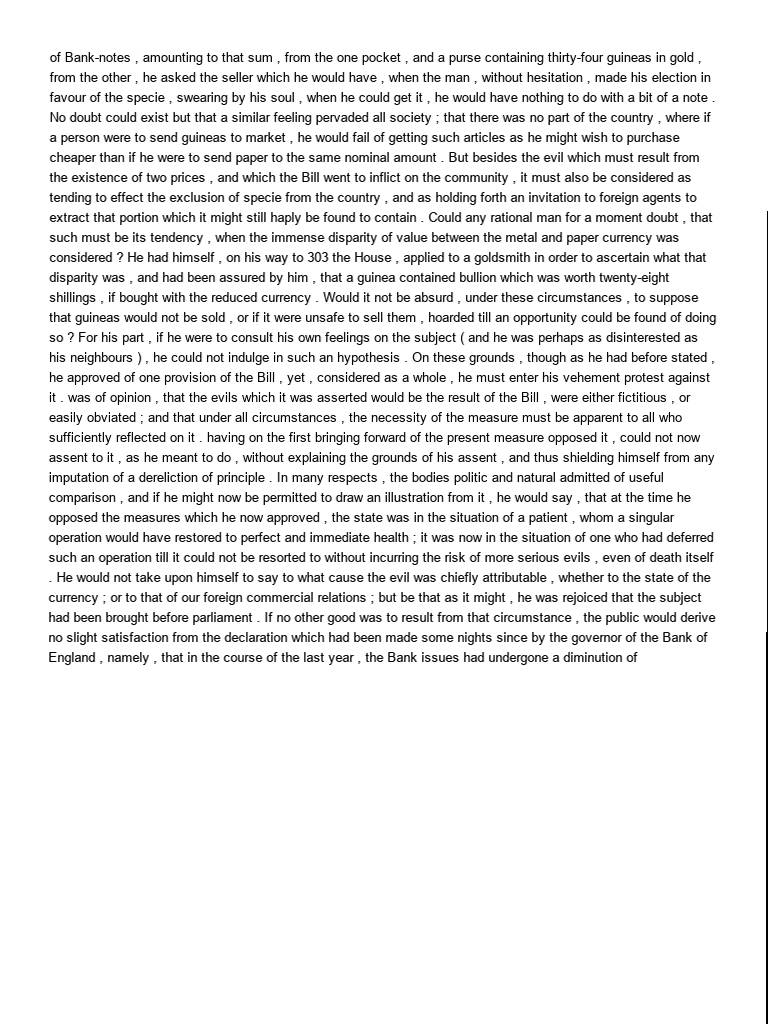 of Bank-notes , amounting to that sum , from the one pocket , and a purse containing thirty-four guineas in gold ,
from the other , he asked the seller which he would have , when the man , without hesitation , made his election in
favour of the specie , swearing by his soul , when he could get it , he would have nothing to do with a bit of a note .
No doubt could exist but that a similar feeling pervaded all society ; that there was no part of the country , where if
a person were to send guineas to market , he would fail of getting such articles as he might wish to purchase
cheaper than if he were to send paper to the same nominal amount . But besides the evil which must result from
the existence of two prices , and which the Bill went to inflict on the community , it must also be considered as
tending to effect the exclusion of specie from the country , and as holding forth an invitation to foreign agents to
extract that portion which it might still haply be found to contain . Could any rational man for a moment doubt , that
such must be its tendency , when the immense disparity of value between the metal and paper currency was
considered ? He had himself , on his way to 303 the House , applied to a goldsmith in order to ascertain what that
disparity was , and had been assured by him , that a guinea contained bullion which was worth twenty-eight
shillings , if bought with the reduced currency . Would it not be absurd , under these circumstances , to suppose
that guineas would not be sold , or if it were unsafe to sell them , hoarded till an opportunity could be found of doing
so ? For his part , if he were to consult his own feelings on the subject ( and he was perhaps as disinterested as
his neighbours ) , he could not indulge in such an hypothesis . On these grounds , though as he had before stated ,
he approved of one provision of the Bill , yet , considered as a whole , he must enter his vehement protest against
it . was of opinion , that the evils which it was asserted would be the result of the Bill , were either fictitious , or
easily obviated ; and that under all circumstances , the necessity of the measure must be apparent to all who
sufficiently reflected on it . having on the first bringing forward of the present measure opposed it , could not now
assent to it , as he meant to do , without explaining the grounds of his assent , and thus shielding himself from any
imputation of a dereliction of principle . In many respects , the bodies politic and natural admitted of useful
comparison , and if he might now be permitted to draw an illustration from it , he would say , that at the time he
opposed the measures which he now approved , the state was in the situation of a patient , whom a singular
operation would have restored to perfect and immediate health ; it was now in the situation of one who had deferred
such an operation till it could not be resorted to without incurring the risk of more serious evils , even of death itself
. He would not take upon himself to say to what cause the evil was chiefly attributable , whether to the state of the
currency ; or to that of our foreign commercial relations ; but be that as it might , he was rejoiced that the subject
had been brought before parliament . If no other good was to result from that circumstance , the public would derive
no slight satisfaction from the declaration which had been made some nights since by the governor of the Bank of
England , namely , that in the course of the last year , the Bank issues had undergone a diminution of